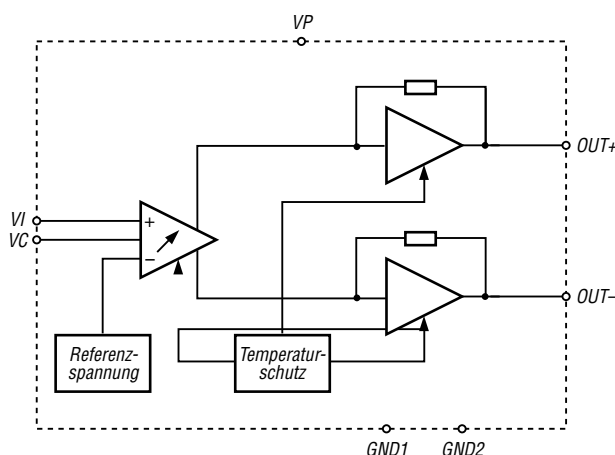 VP
OUT+
VI
VC
+
−
OUT−
Referenz-
spannung
Temperatur-
schutz
GND1
GND2